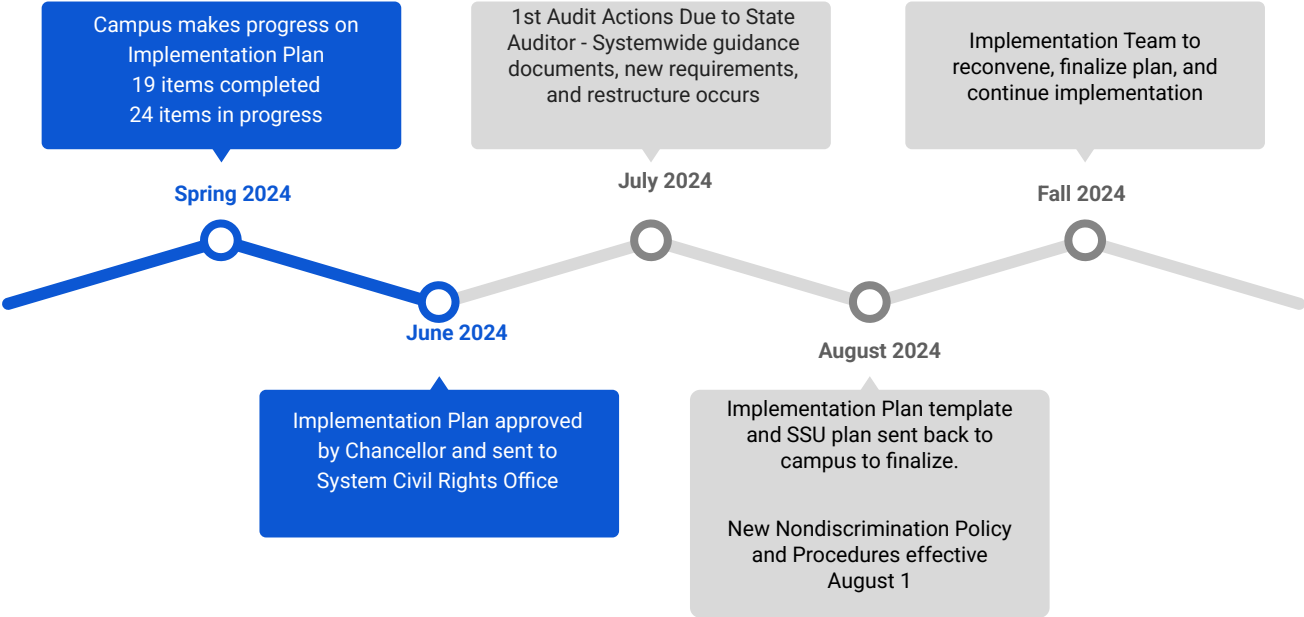 Campus makes progress on
Implementation Plan
19 items completed
24 items in progress
Spring 2024
June 2024
Implementation Plan approved
by Chancellor and sent to
System Civil Rights Office
1st Audit Actions Due to State
Auditor - Systemwide guidance
documents, new requirements,
and restructure occurs
July 2024
August 2024
Implementation Plan template
and SSU plan sent back to
campus to finalize.
New Nondiscrimination Policy
and Procedures effective
August 1
Implementation Team to
reconvene, finalize plan, and
continue implementation
Fall 2024